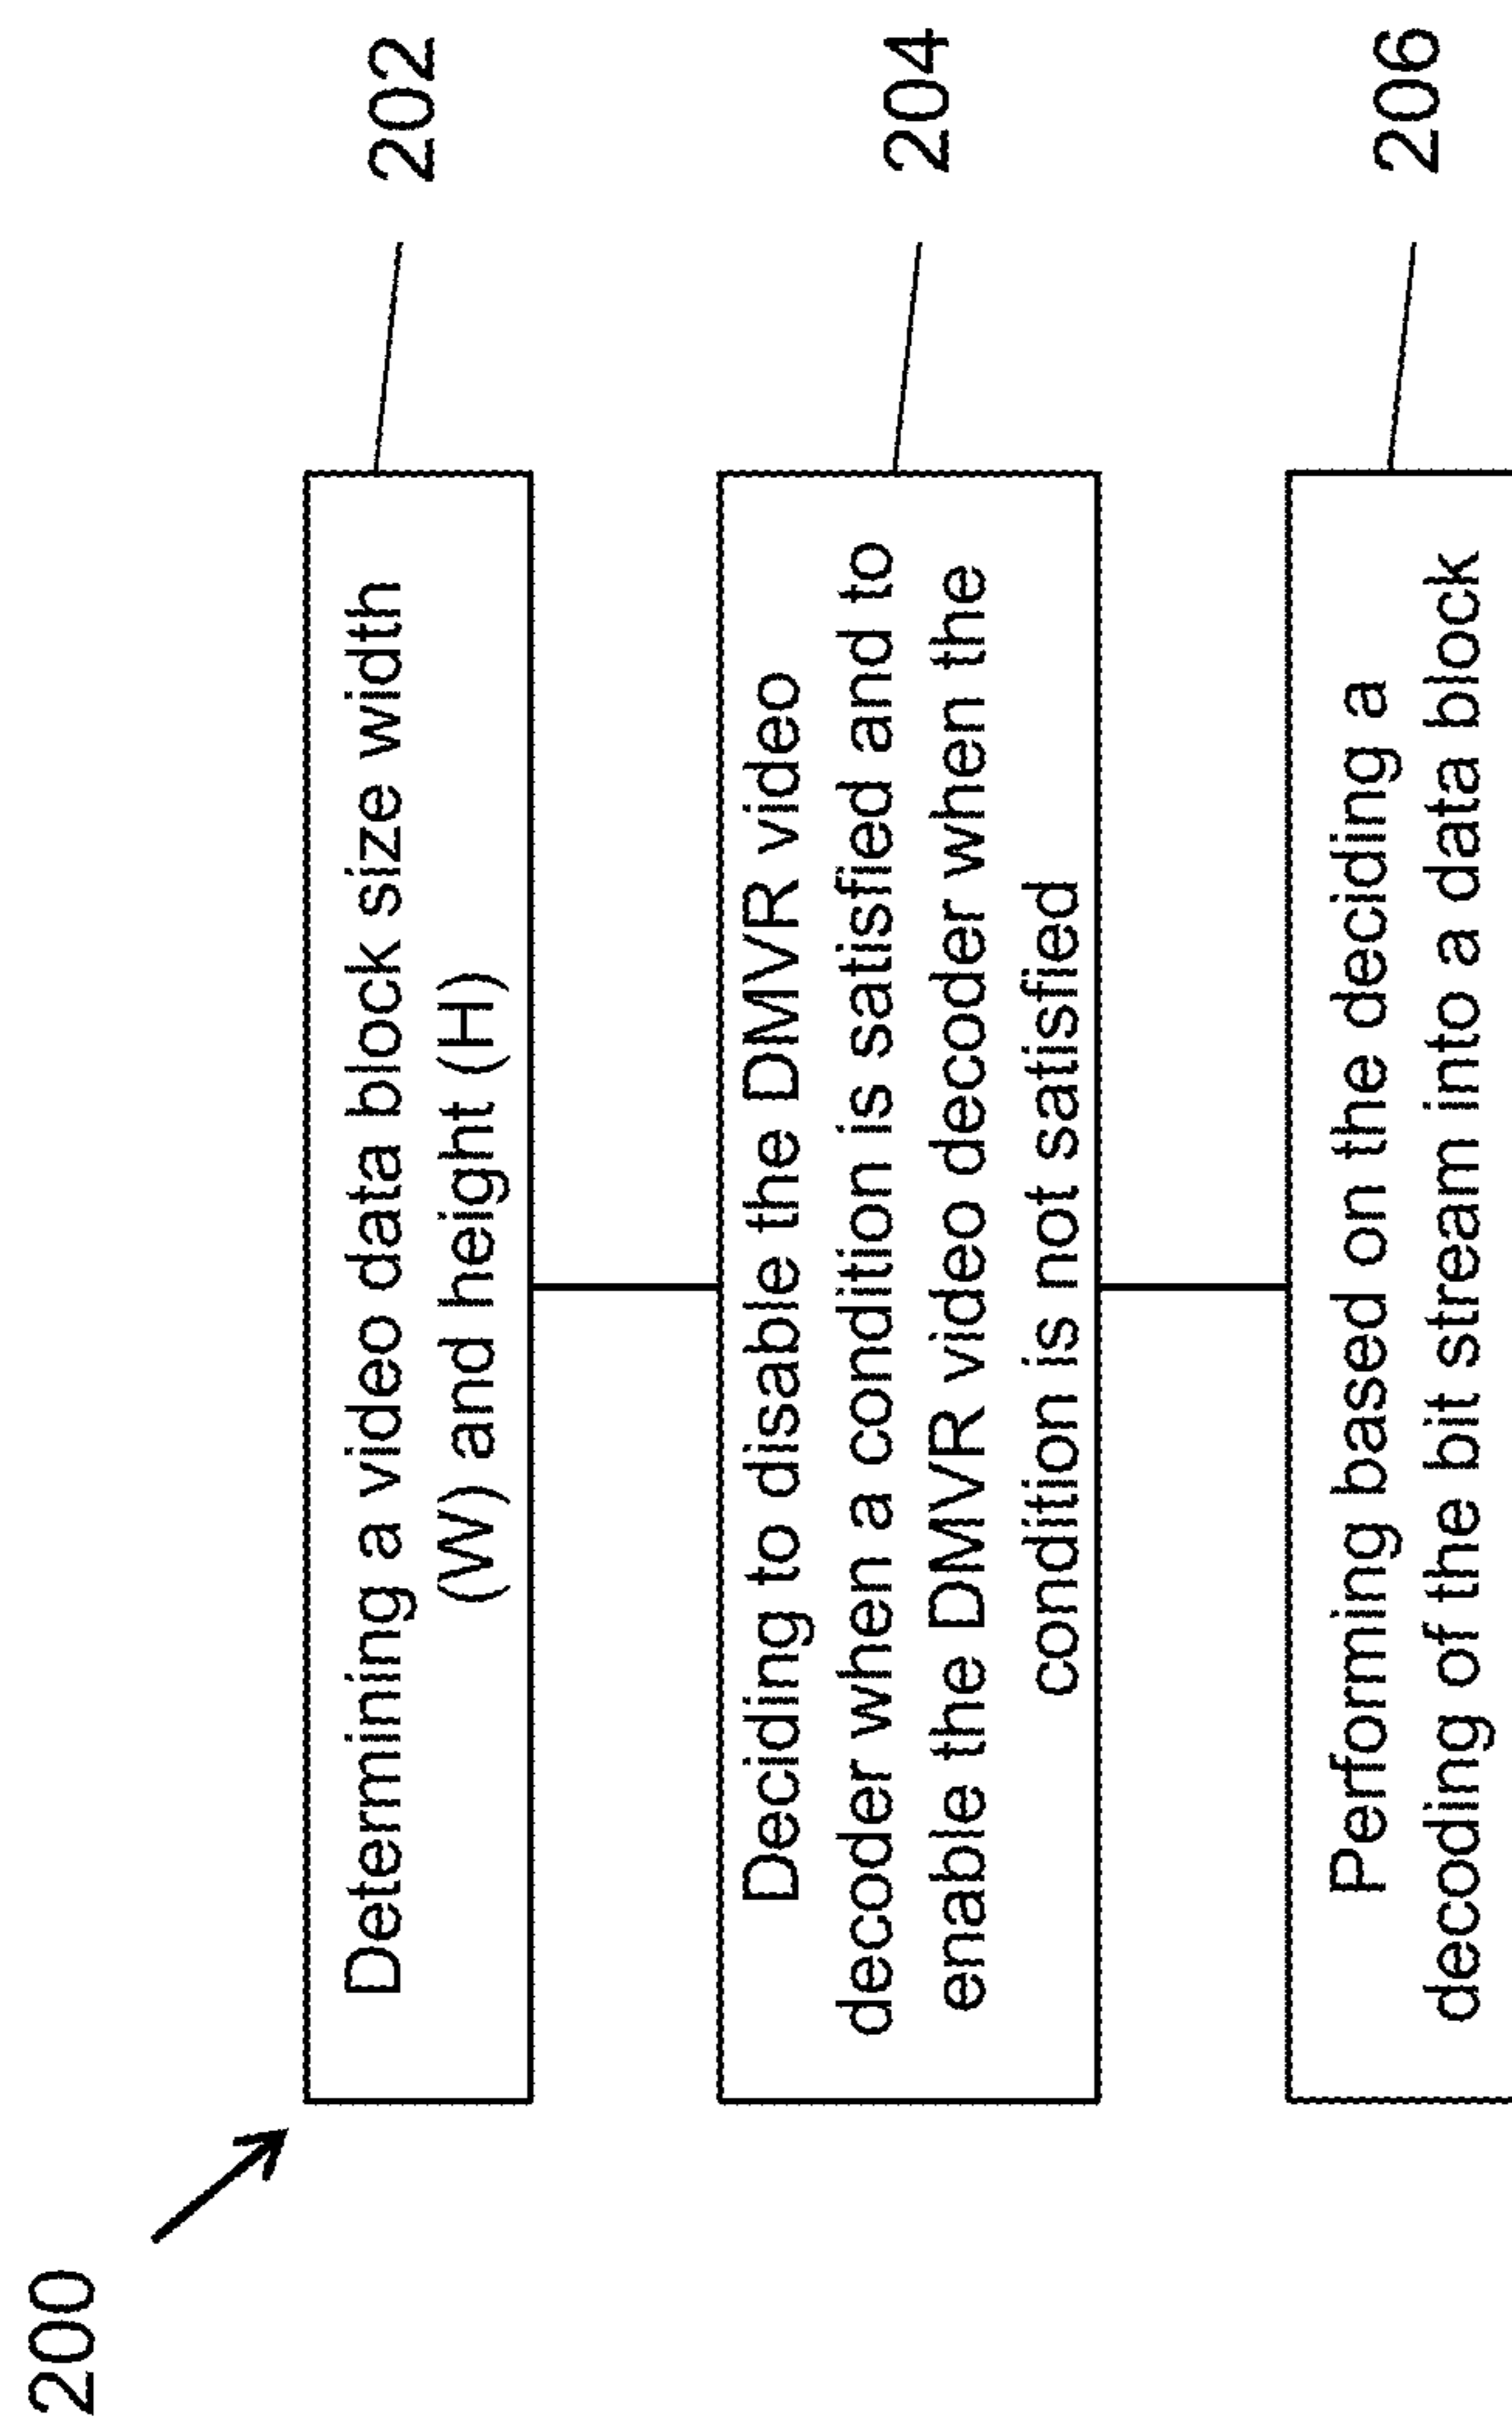 200
Determining a video data block size width
(W) and height (H)
202
Deciding to disable the DMVR video
decoder when a condition is satisfied and to
enable the DMVR video decoder when the
condition is not satisfied
204
Performing based on the deciding a
decoding of the bit stream into a data block
206